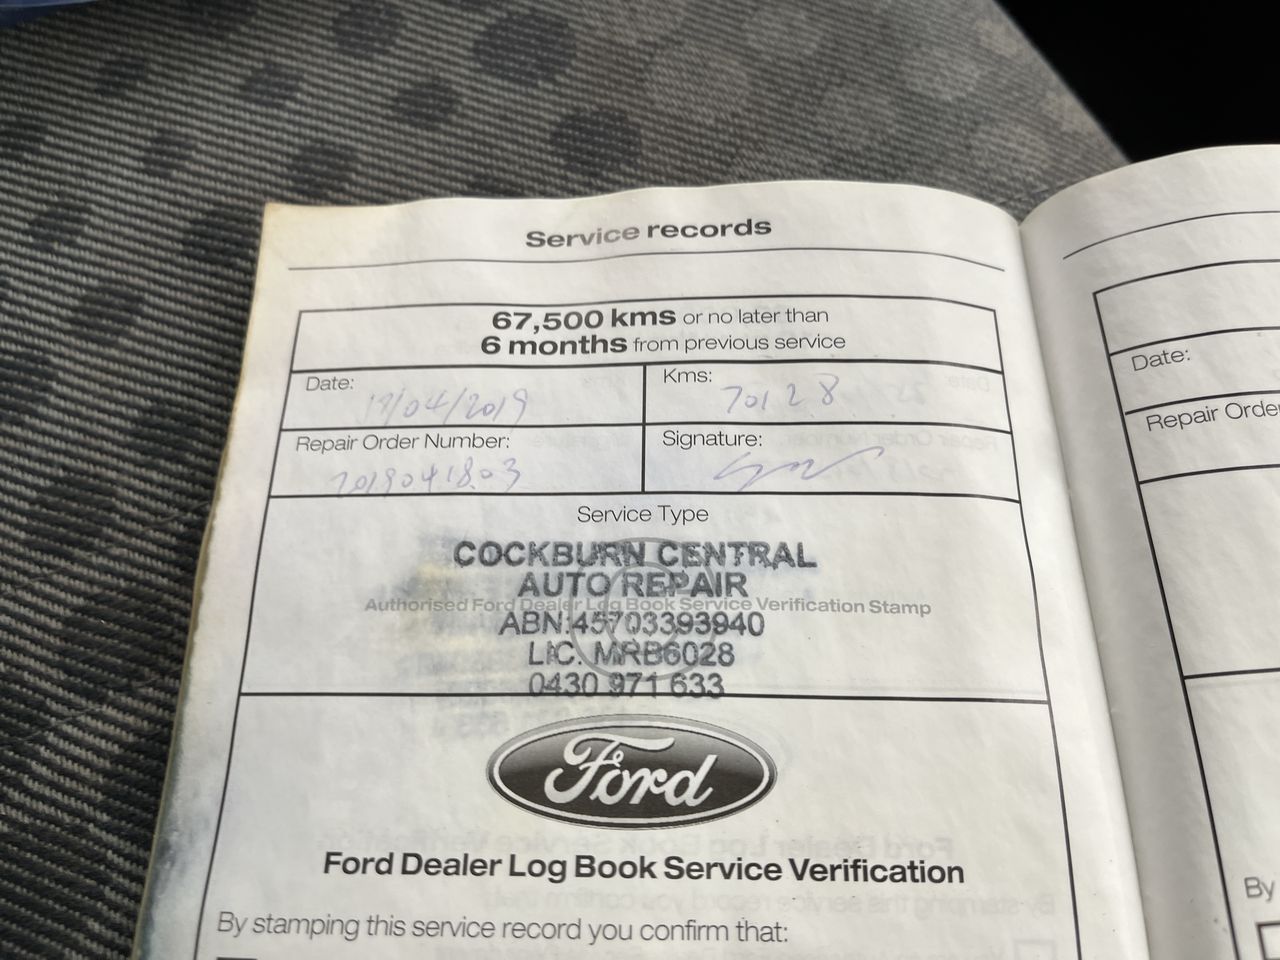 Service records
67,500 kms or no later than
6 months from previous service
Date:
Kms:
/04/2019
70128
Repair Order Number:
Signature:
2019041803
Service Type
COCKBURN CENTRAL
AUTO REPAIR
Authorised Ford Dealer Log Book Service Verification Stamp
ABN:45703393940
LIC. MRB6028
0430 971 633
Ford
Ford Dealer Log Book Service Verification
By stamping this service record you confirm that:
Date:
Repair Orde
By